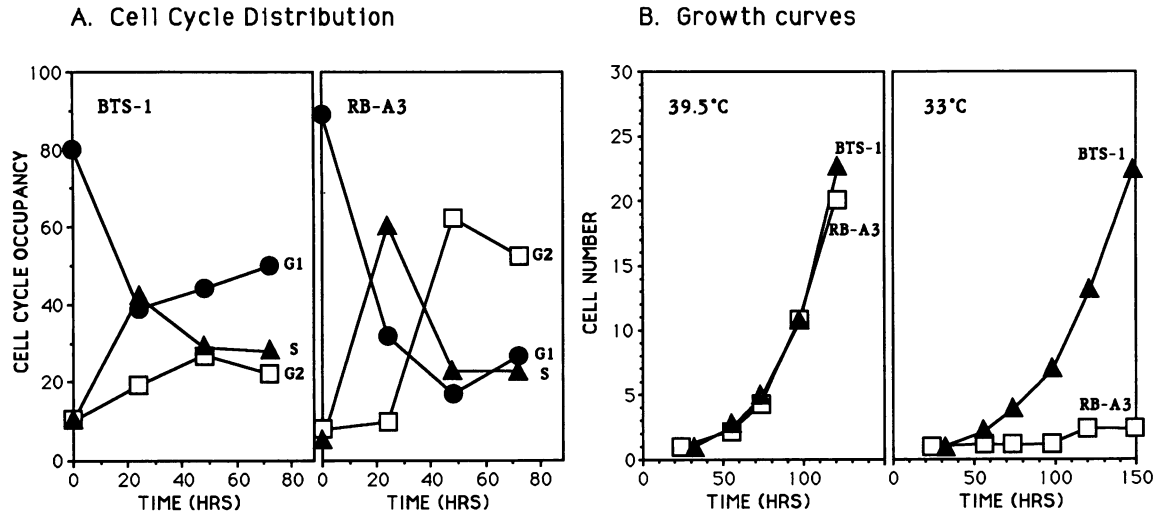 A. Cell Cycle Distribution
B. Growth curves
CELL CYCLE OCCUPANCY
100
80
60
40
20
0
BTS-1
G1
S
G2
0 20 40 60 80
TIME (HRS)
RB-A3
G2
G1
S
0 20 40 60 80
TIME (HRS)
CELL NUMBER
30
25
20
15
10
5
0
39.5°C
BTS-1
RB-A3
0 50 100
TIME (HRS)
33°C
BTS-1
RB-A3
0 50 100 150
TIME (HRS)